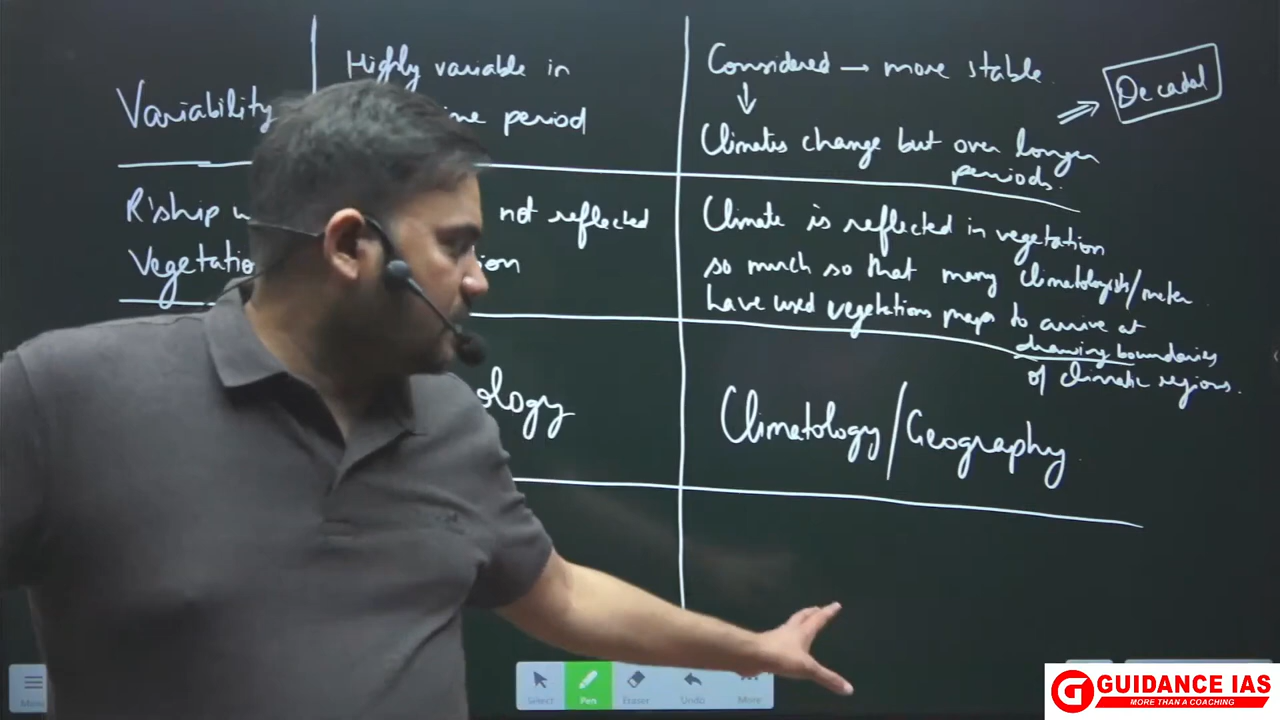 Variability
Highly variable in
period
Considered → more stable
Climates change but over longer
periods.
Decadal
R'ship
Vegetatio
not reflected
Climate is reflected in vegetation
so much so that many climatologists/meter
have used vegetations maps to arrive at
drawing boundaries
of climatic regions.
ology
Climatology/Geography
Select
Pen
Eraser
Undo
More
GUIDANCE IAS
MORE THAN A COACHING